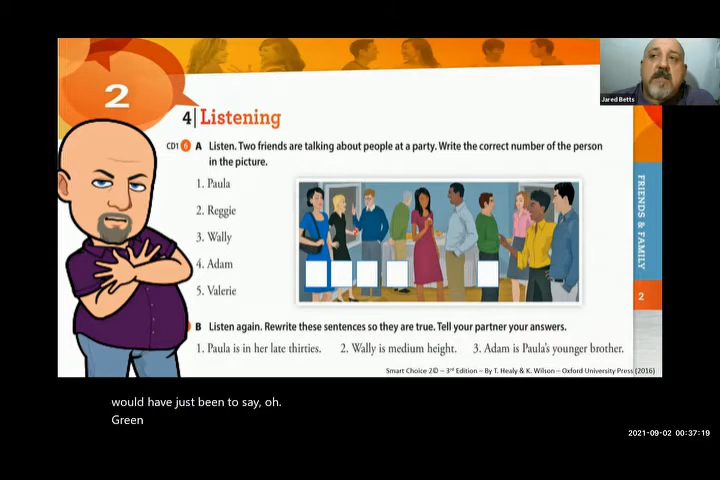 Jared Betts
2
4 Listening
CD1 6 A Listen. Two friends are talking about people at a party. Write the correct number of the person
in the picture.
1. Paula
2. Reggie
3. Wally
4. Adam
5. Valerie
B Listen again. Rewrite these sentences so they are true. Tell your partner your answers.
1. Paula is in her late thirties. 2. Wally is medium height. 3. Adam is Paula's younger brother.
Smart Choice 2© – 3rd Edition – By T. Healy & K. Wilson – Oxford University Press (2016)
FRIENDS & FAMILY
2
would have just been to say, oh.
Green
2021-09-02 00:37:19